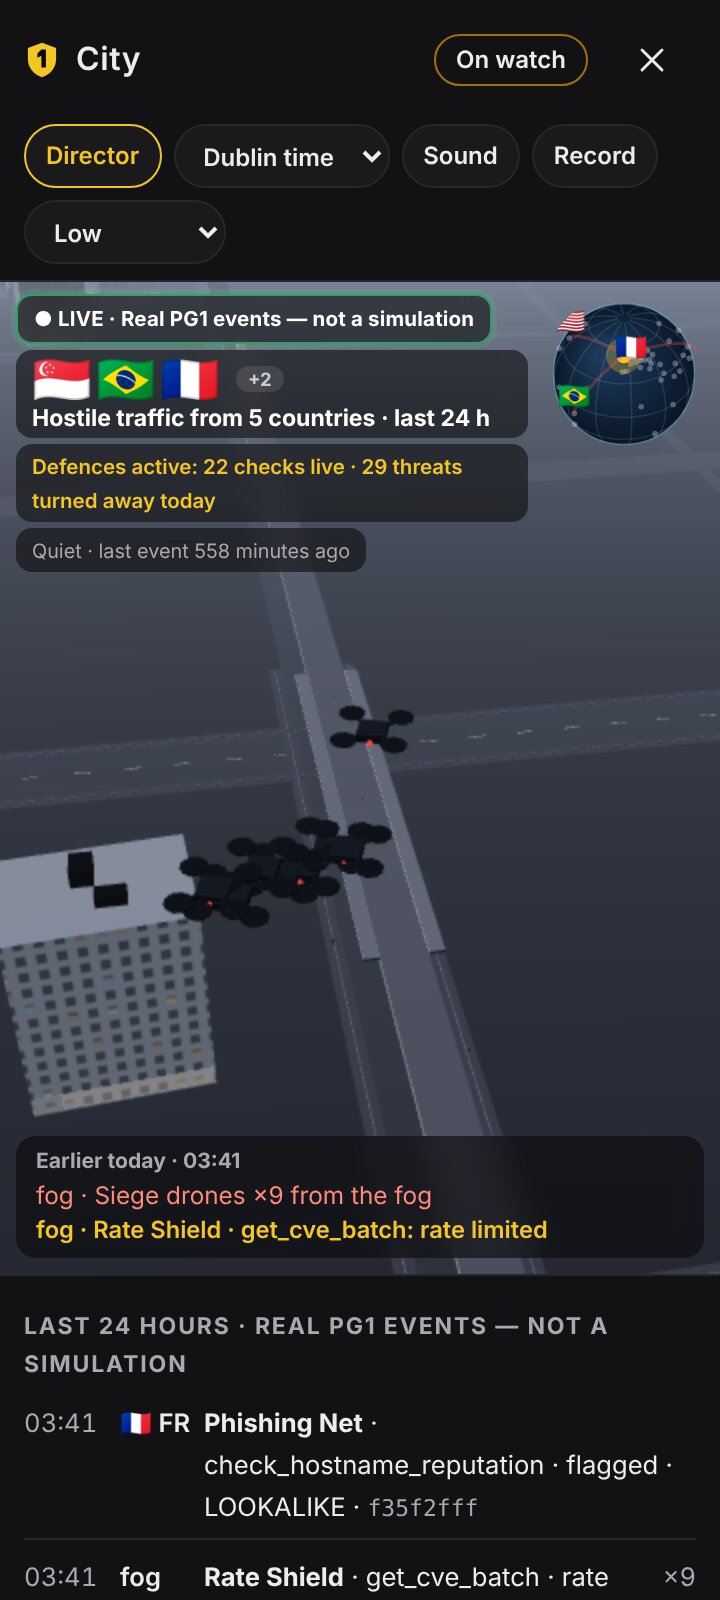 1 City
On watch
Director
Dublin time
Sound
Record
Low
LIVE · Real PG1 events — not a simulation
+2
Hostile traffic from 5 countries · last 24 h
Defences active: 22 checks live · 29 threats
turned away today
Quiet · last event 558 minutes ago
Earlier today · 03:41
fog · Siege drones ×9 from the fog
fog · Rate Shield · get_cve_batch: rate limited
LAST 24 HOURS · REAL PG1 EVENTS — NOT A
SIMULATION
03:41 FR Phishing Net ·
check_hostname_reputation · flagged ·
LOOKALIKE · f35f2fff
03:41 fog Rate Shield · get_cve_batch · rate ×9